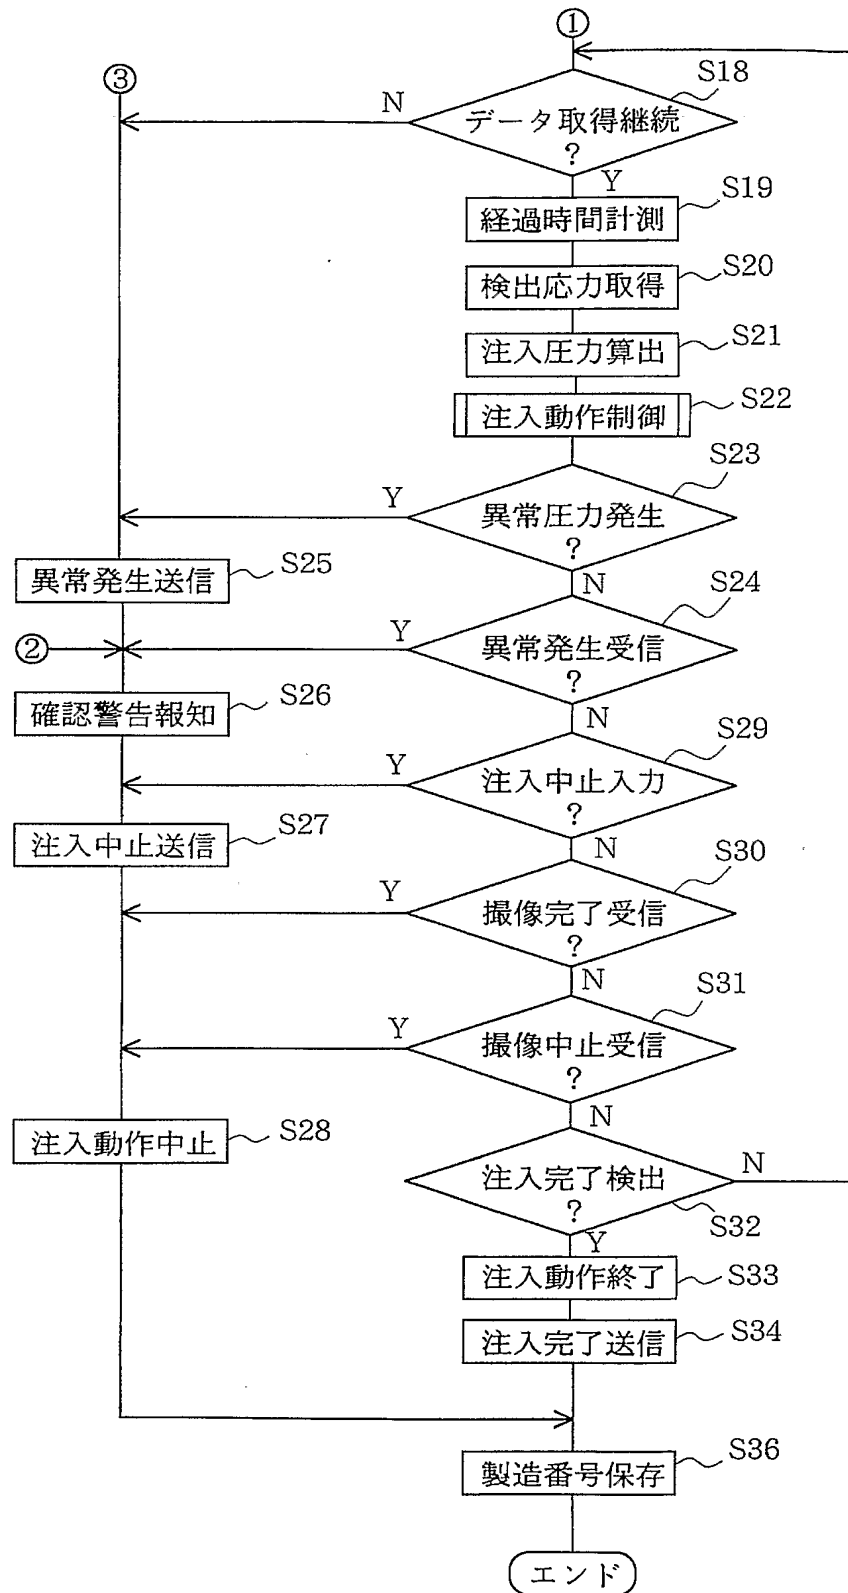 ①
③
S18
N
データ取得継続
?
Y
S19
経過時間計測
S20
検出応力取得
S21
注入圧力算出
S22
注入動作制御
S23
Y
異常圧力発生
?
N
S25
異常発生送信
S24
Y
異常発生受信
?
N
②
S26
確認警告報知
S29
Y
注入中止入力
?
N
S27
注入中止送信
S30
Y
撮像完了受信
?
N
S31
Y
撮像中止受信
?
N
S28
注入動作中止
注入完了検出
?
N
S32
Y
注入動作終了
S33
注入完了送信
S34
製造番号保存
S36
エンド